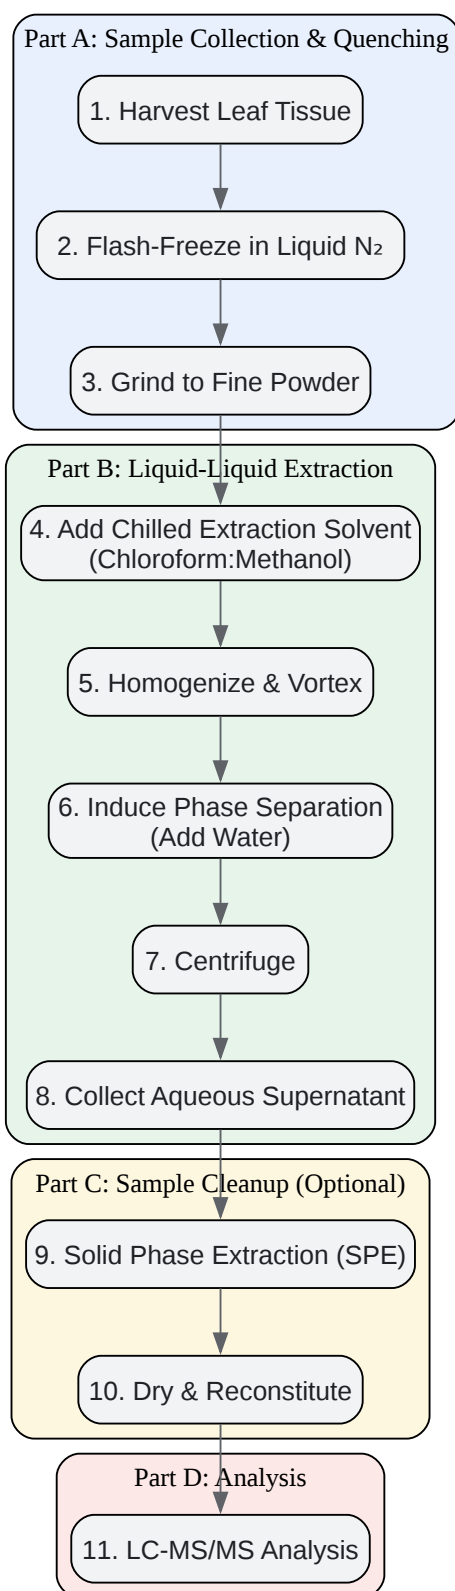 Part A: Sample Collection & Quenching
1. Harvest Leaf Tissue
2. Flash-Freeze in Liquid N₂
3. Grind to Fine Powder
Part B: Liquid-Liquid Extraction
4. Add Chilled Extraction Solvent
(Chloroform:Methanol)
5. Homogenize & Vortex
6. Induce Phase Separation
(Add Water)
7. Centrifuge
8. Collect Aqueous Supernatant
Part C: Sample Cleanup (Optional)
9. Solid Phase Extraction (SPE)
10. Dry & Reconstitute
Part D: Analysis
11. LC-MS/MS Analysis